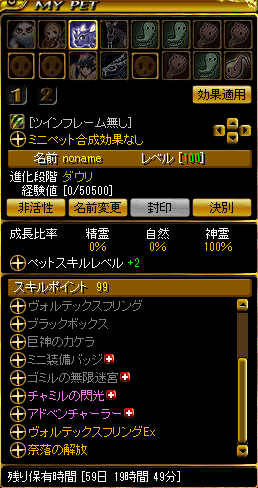 MY PET
1 2 効果適用
[ツインフレーム無し]
ミニペット合成効果なし
名前 noname レベル [100]
進化段階 ダウリ
経験値 [0/50500]
非活性 名前変更 封印 決別
成長比率 精霊 自然 神霊
0% 0% 100%
ペットスキルレベル +2
スキルポイント 99
ヴォルテックスフリング
ブラックボックス
巨神のカケラ
ミニ装備バッジ
ゴミルの無限迷宮
チャミルの閃光
アドベンチャーラー
ヴォルテックスフリングEx
奈落の解放
残り保有時間 [59日 19時間 49分]